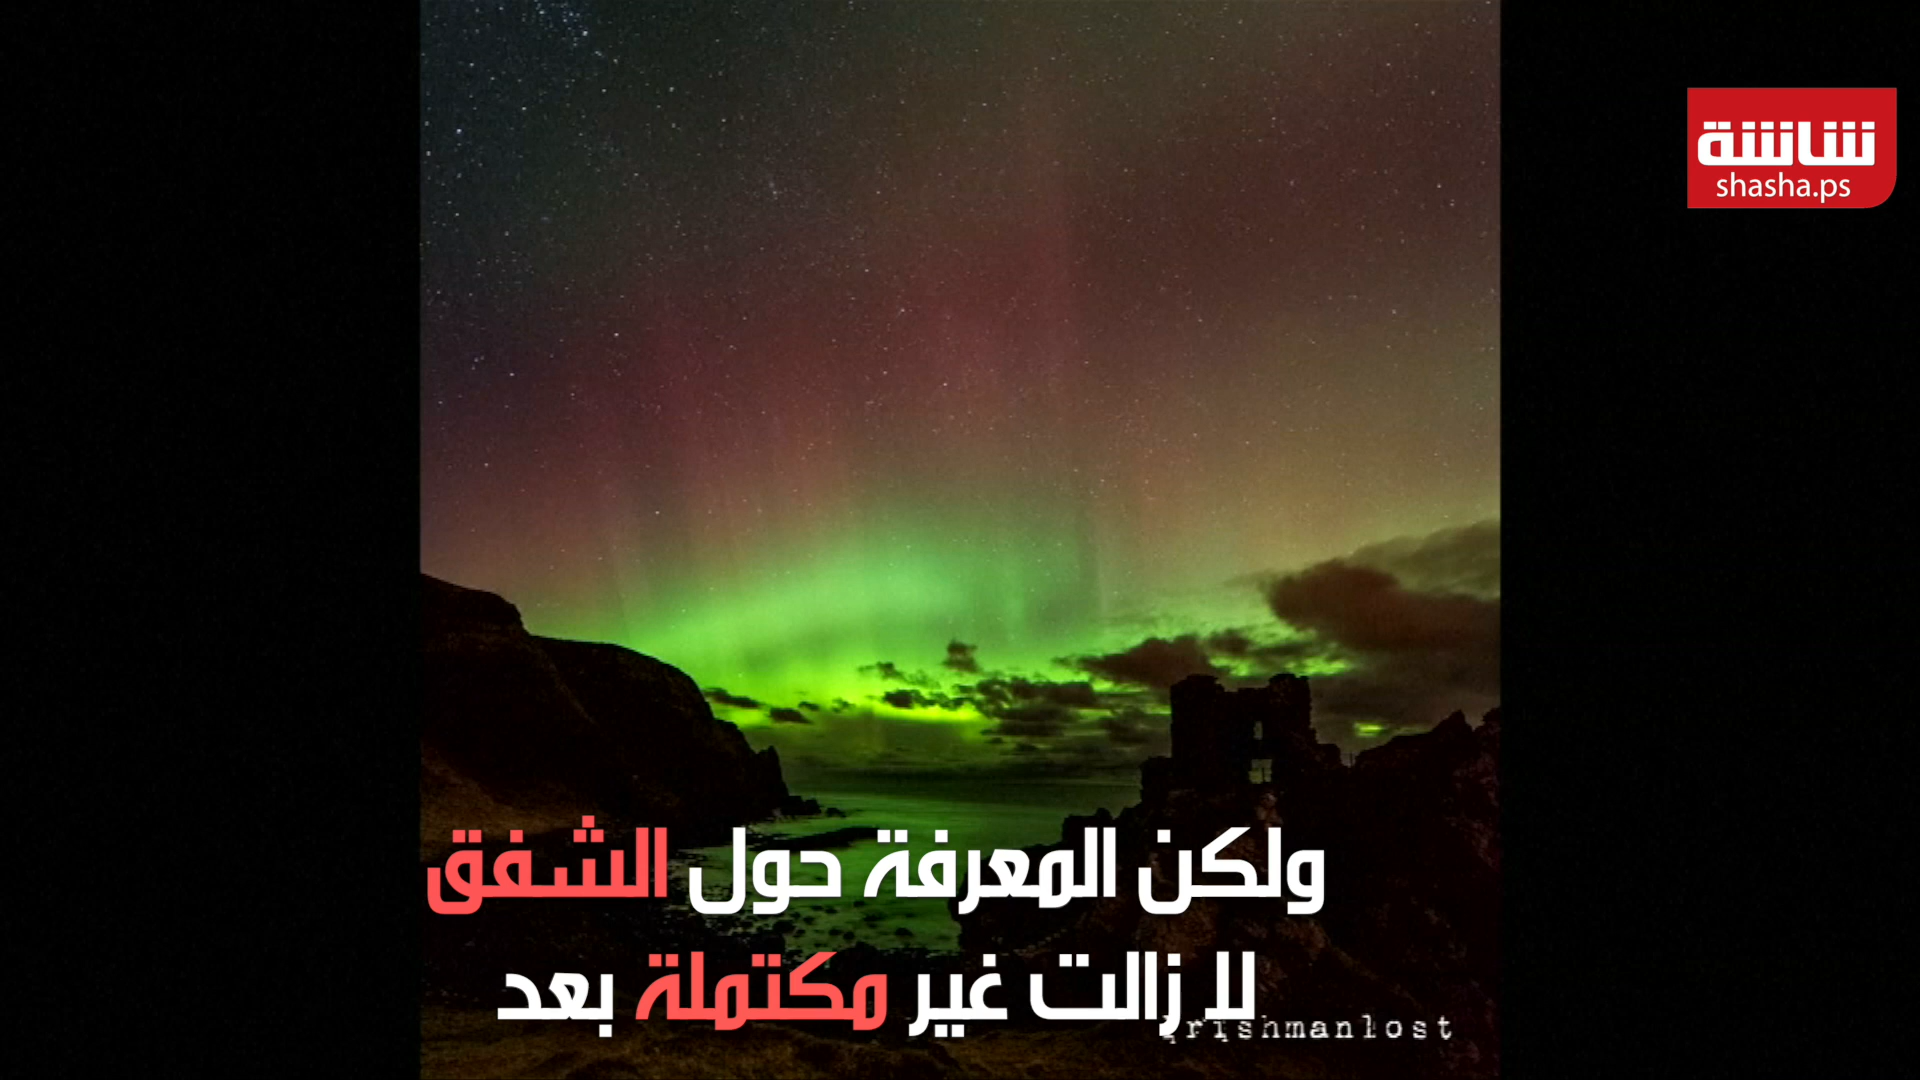 شاشة
shasha.ps
ولكن المعرفة حول الشفق
لا زالت غير مكتملة بعد
irishmanlost